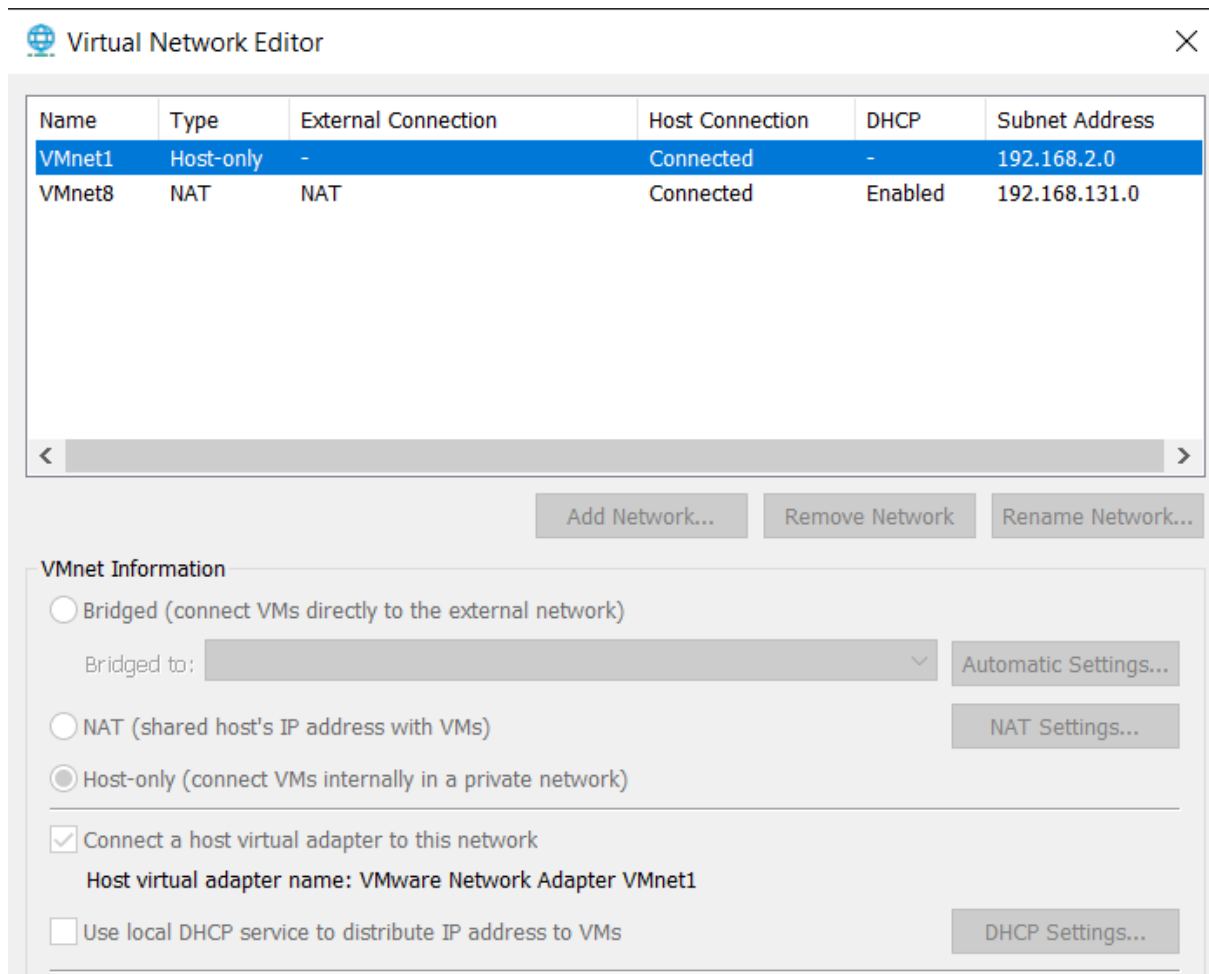 Virtual Network Editor
Name Type External Connection Host Connection DHCP Subnet Address
VMnet1 Host-only - Connected - 192.168.2.0
VMnet8 NAT NAT Connected Enabled 192.168.131.0
Add Network... Remove Network Rename Network...
VMnet Information
Bridged (connect VMs directly to the external network)
Bridged to: Automatic Settings...
NAT (shared host's IP address with VMs) NAT Settings...
Host-only (connect VMs internally in a private network)
Connect a host virtual adapter to this network
Host virtual adapter name: VMware Network Adapter VMnet1
Use local DHCP service to distribute IP address to VMs DHCP Settings...